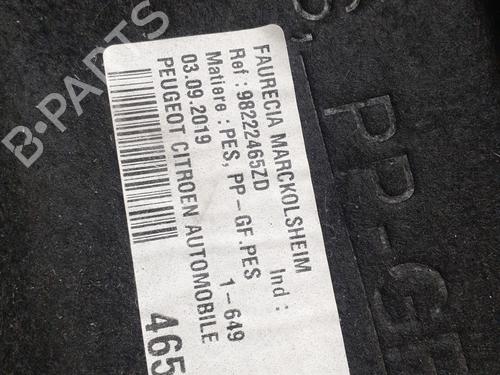 FAURECIA MARCKOLSHEIM
Ref : 98222465ZD Ind :
Matiere : PES, PP-GF.PES
03.09.2019 1-649
PEUGEOT CITROEN AUTOMOBILE
465
PP-GF
B-PARTS